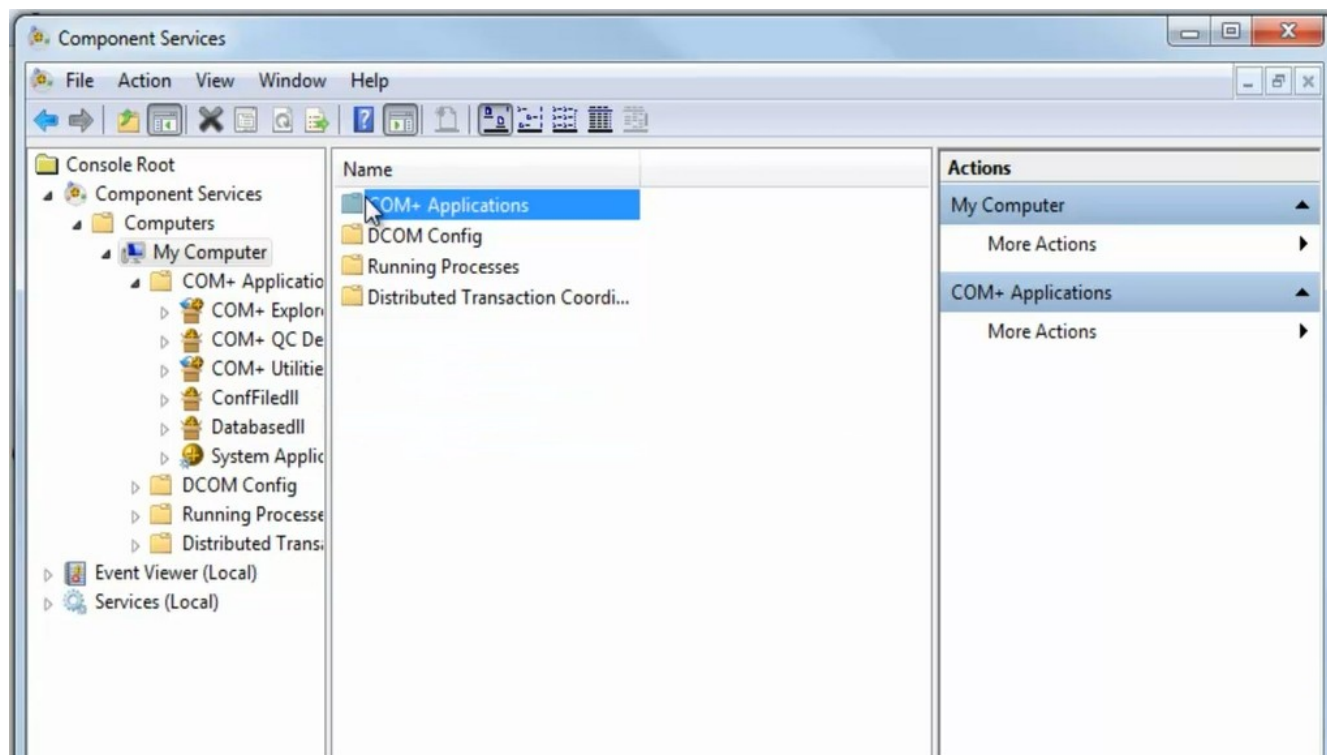 Component Services
File Action View Window Help
Console Root
Component Services
Computers
My Computer
COM+ Applicatio
COM+ Explor
COM+ QC De
COM+ Utilitie
ConfFiledll
Databasedll
System Applic
DCOM Config
Running Processe
Distributed Transa
Event Viewer (Local)
Services (Local)
Name
COM+ Applications
DCOM Config
Running Processes
Distributed Transaction Coordi...
Actions
My Computer
More Actions
COM+ Applications
More Actions